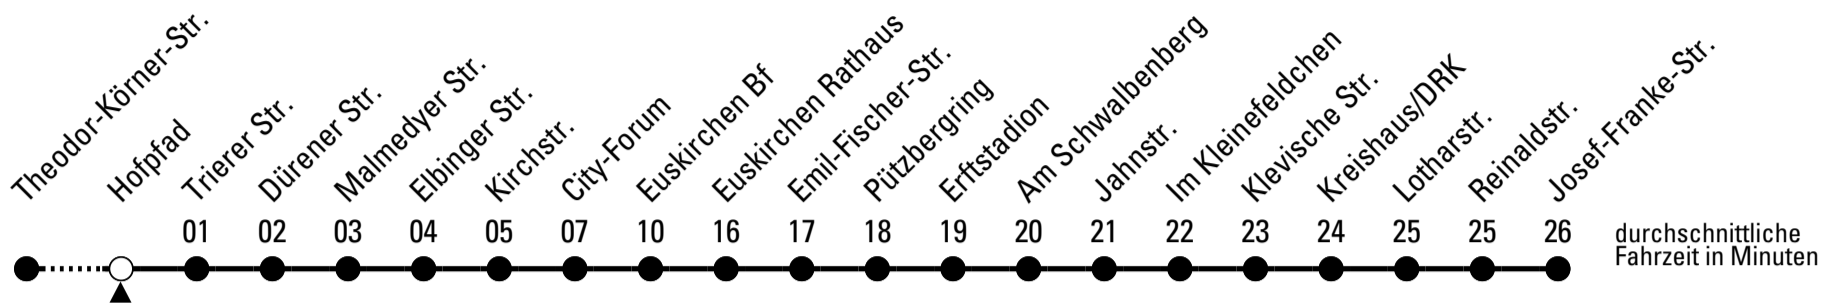 Theodor-Körner-Str.
Hofpfad
Trierer Str.
Dürener Str.
Malmedyer Str.
Elbinger Str.
Kirchstr.
City-Forum
Euskirchen Bf
Euskirchen Rathaus
Emil-Fischer-Str.
Pützbergring
Erftstadion
Am Schwalbenberg
Jahnstr.
Im Kleinefeldchen
Klevische Str.
Kreishaus/DRK
Lotharstr.
Reinaldstr.
Josef-Franke-Str.
01 02 03 04 05 07 10 16 17 18 19 20 21 22 23 24 25 25 26
durchschnittliche
Fahrzeit in Minuten